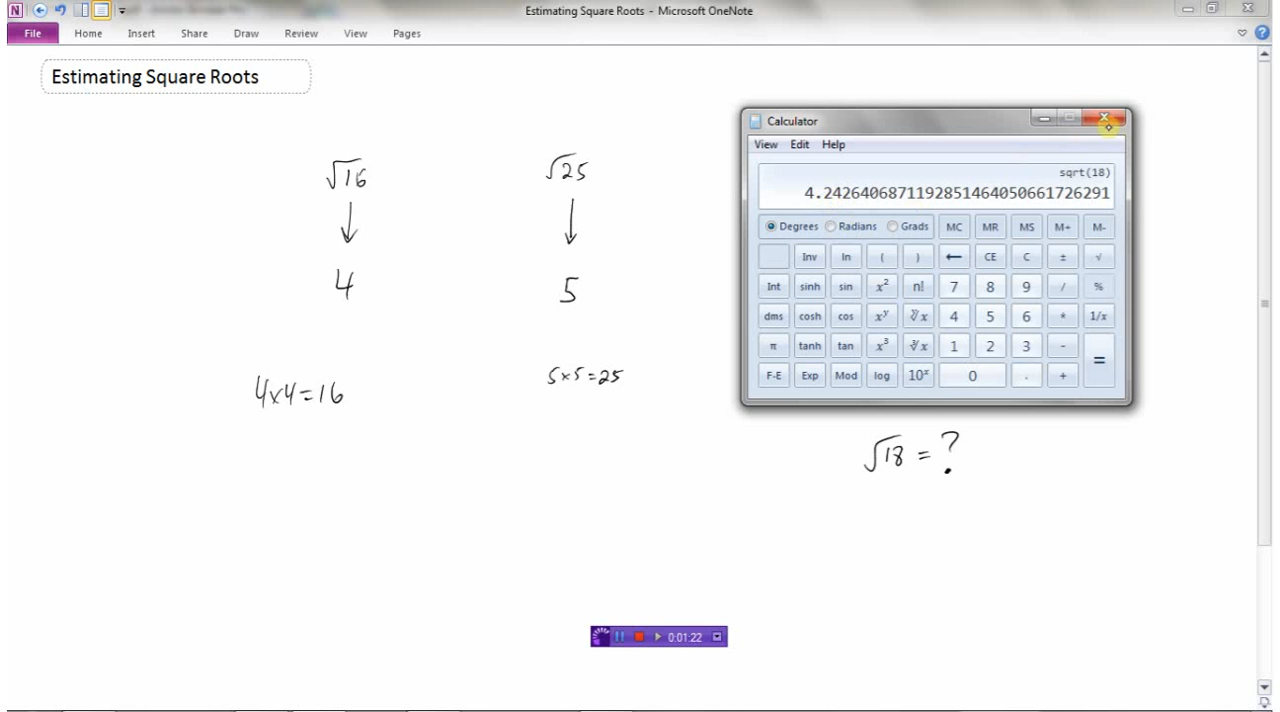 Estimating Square Roots - Microsoft OneNote
File Home Insert Share Draw Review View Pages
Estimating Square Roots
√16 √25
4 5
4x4=16
5x5=25
Calculator
View Edit Help
sqrt(18)
4.2426406871192851464050661726291
Degrees Radians Grads MC MR MS M+ M-
Inv ln ( ) ← CE C ± √
Int sinh sin x² n! 7 8 9 / %
dms cosh cos xʸ ʸ√x 4 5 6 * 1/x
π tanh tan x³ ³√x 1 2 3 - =
F-E Exp Mod log 10ˣ 0 . +
√18 = ?
0:01:22